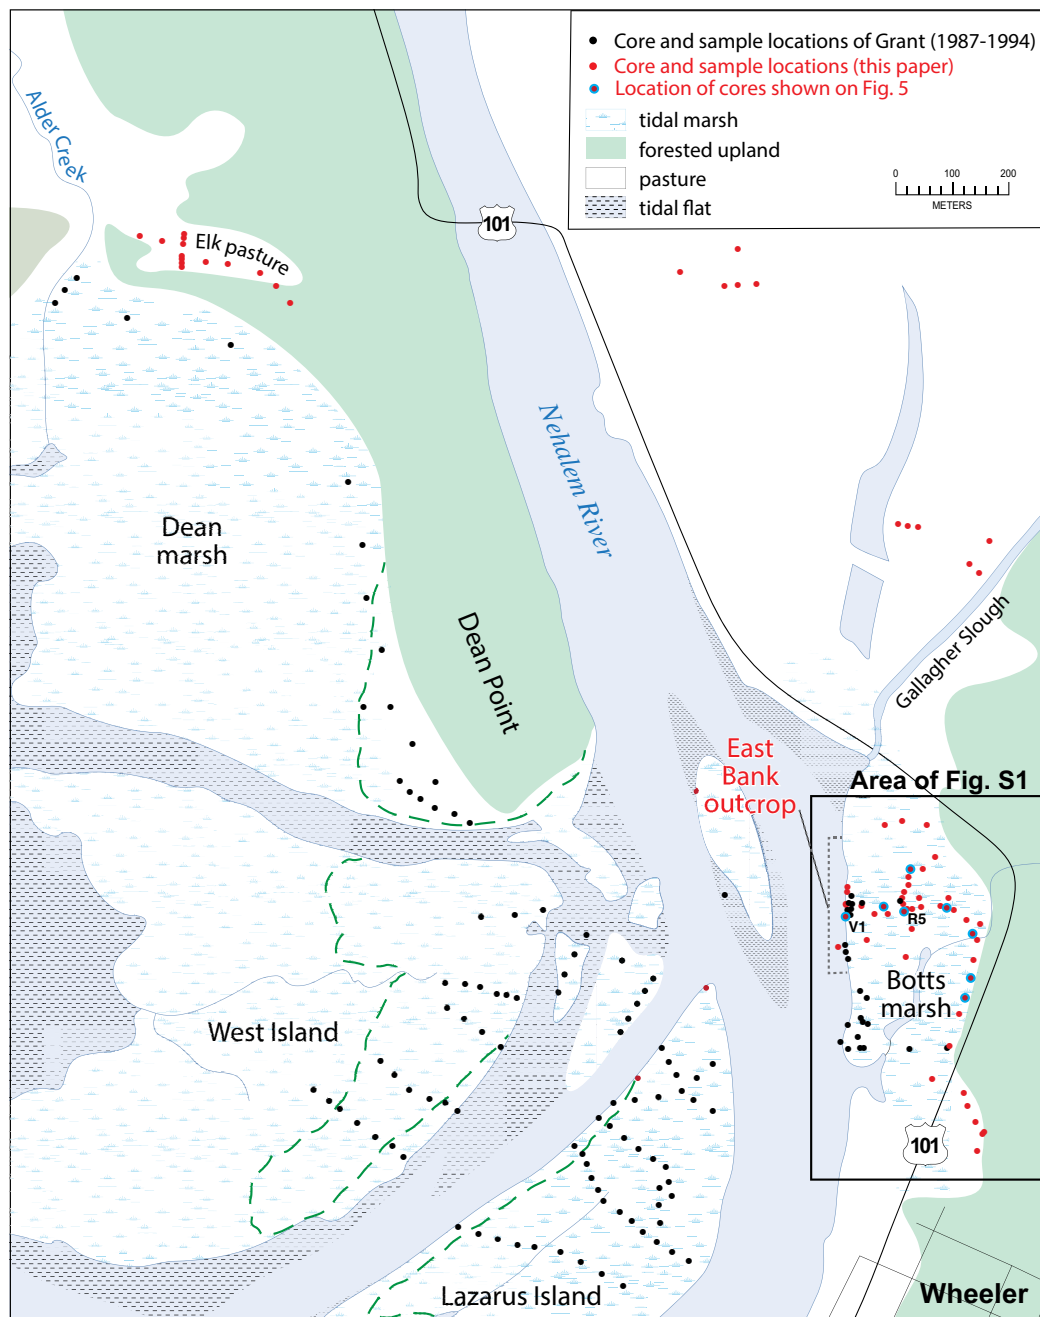 Core and sample locations of Grant (1987-1994)
Core and sample locations (this paper)
Location of cores shown on Fig. 5
tidal marsh
forested upland
pasture
tidal flat
0 100 200
METERS
Alder Creek
101
Elk pasture
Nehalem River
Dean
marsh
Dean Point
Gallagher Slough
East
Bank
outcrop
Area of Fig. S1
V1
R5
Botts
marsh
West Island
101
Lazarus Island
Wheeler